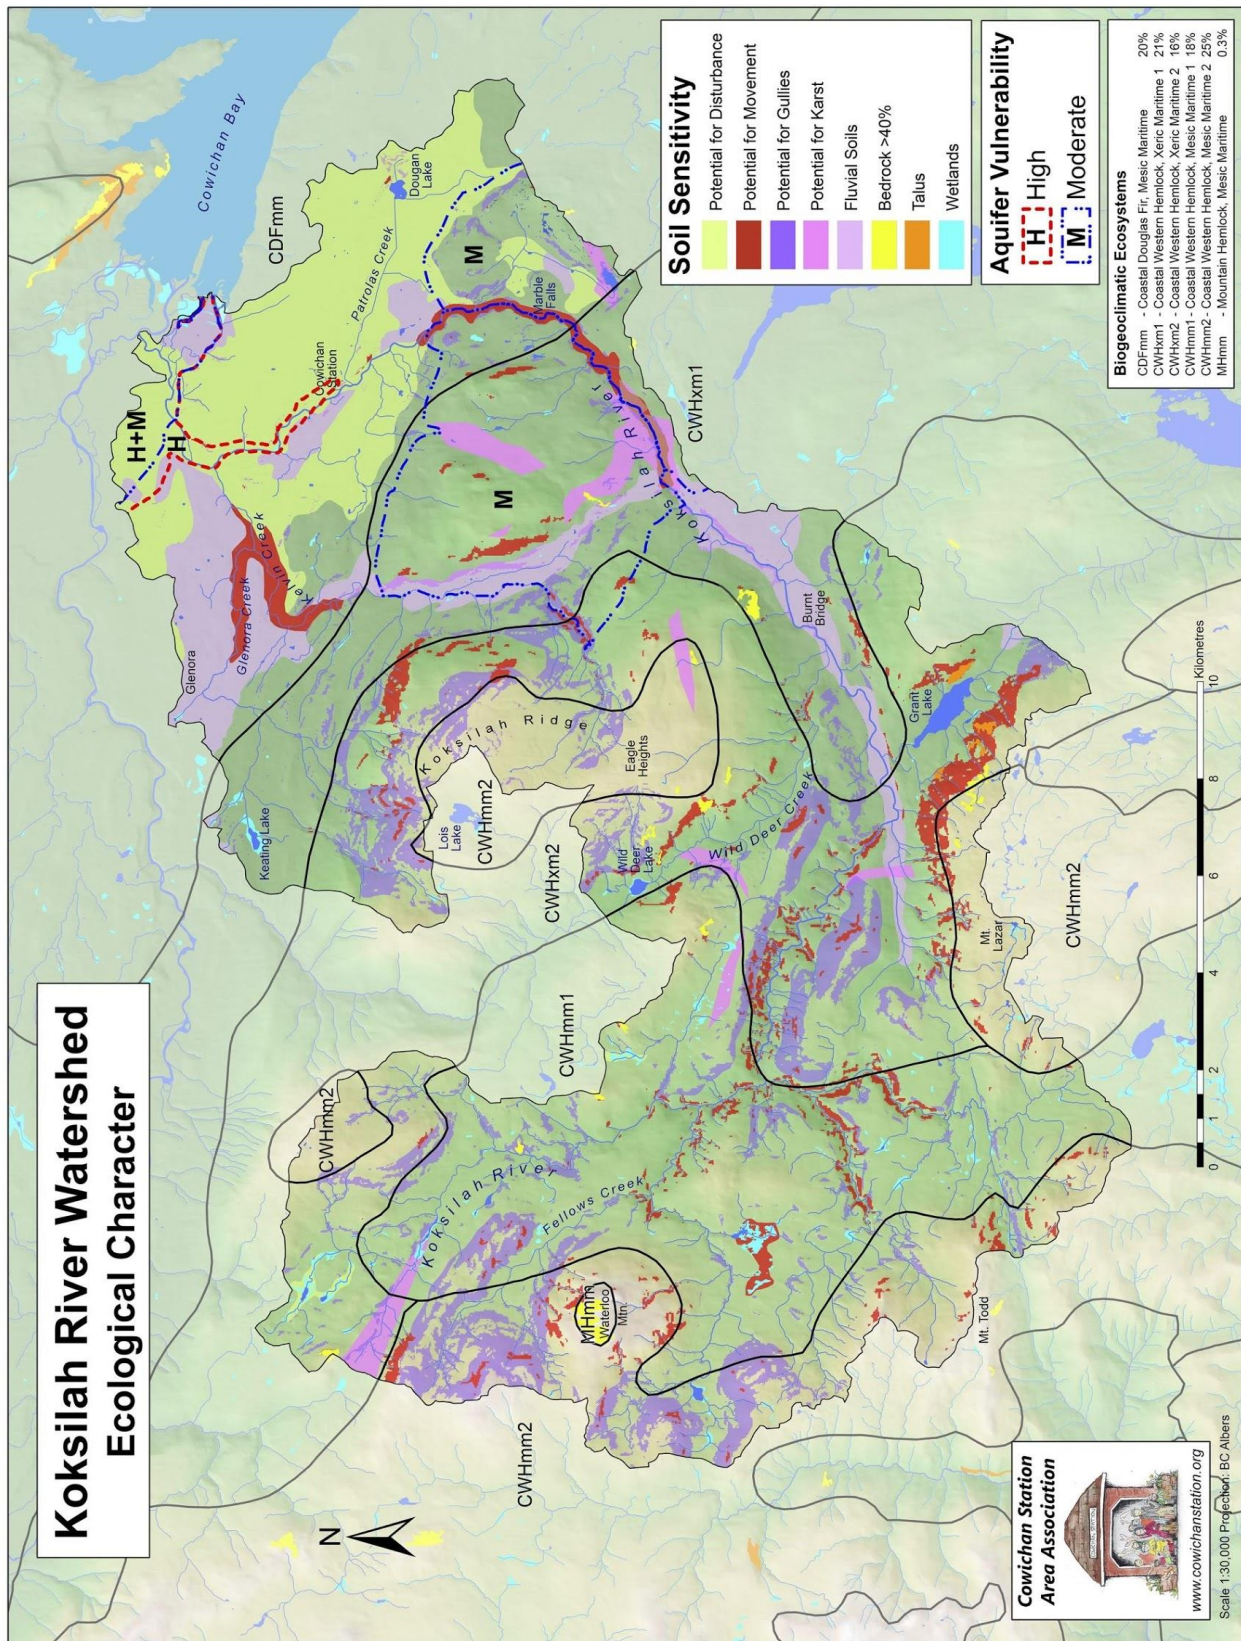 Koksilah River Watershed
Ecological Character
N
Soil Sensitivity
Potential for Disturbance
Potential for Movement
Potential for Gullies
Potential for Karst
Fluvial Soils
Bedrock >40%
Talus
Wetlands
Aquifer Vulnerability
H High
M Moderate
Biogeoclimatic Ecosystems
CDFmm - Coastal Douglas Fir, Mesic Maritime 20%
CWHxm1 - Coastal Western Hemlock, Xeric Maritime 1 21%
CWHxm2 - Coastal Western Hemlock, Xeric Maritime 2 16%
CWHmm1 - Coastal Western Hemlock, Mesic Maritime 1 18%
CWHmm2 - Coastal Western Hemlock, Mesic Maritime 2 25%
MHmm - Mountain Hemlock, Mesic Maritime 0.3%
Cowichan Bay
CDFmm
H+M
H
Patrolas Creek
Dougan
Lake
Cowichan
Station
M
Marble
Falls
Glenora
Glenora Creek
Kelvin Creek
M
Koksilah River
CWHxm1
Keating Lake
Koksilah Ridge
Lois
Lake
CWHmm2
Eagle
Heights
CWHxm2
Wild
Deer
Lake
Wild Deer Creek
Burnt
Bridge
Grant
Lake
CWHmm1
Mt.
Lazar
CWHmm2
CWHmm2
Koksilah River
Fellows Creek
MHmm
Waterloo
Mtn.
CWHmm2
Mt. Todd
0 1 2 4 6 8 10
Kilometres
Cowichan Station
Area Association
www.cowichanstation.org
Scale 1:30,000 Projection: BC Albers